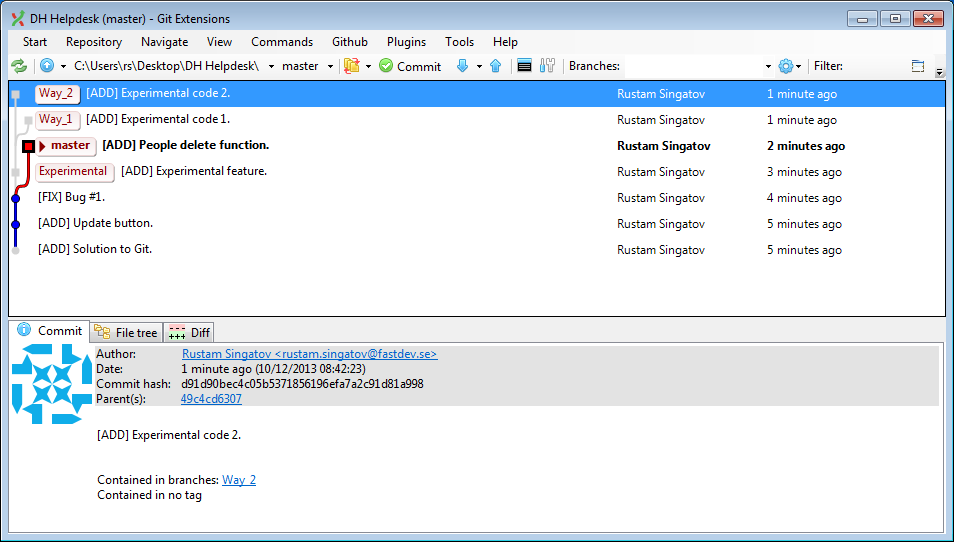 DH Helpdesk (master) - Git Extensions
Start Repository Navigate View Commands Github Plugins Tools Help
C:\Users\rs\Desktop\DH Helpdesk\ master Commit Branches: Filter:
Way_2 [ADD] Experimental code 2. Rustam Singatov 1 minute ago
Way_1 [ADD] Experimental code 1. Rustam Singatov 1 minute ago
master [ADD] People delete function. Rustam Singatov 2 minutes ago
Experimental [ADD] Experimental feature. Rustam Singatov 3 minutes ago
[FIX] Bug #1. Rustam Singatov 4 minutes ago
[ADD] Update button. Rustam Singatov 5 minutes ago
[ADD] Solution to Git. Rustam Singatov 5 minutes ago
Commit File tree Diff
Author: Rustam Singatov <rustam.singatov@fastdev.se>
Date: 1 minute ago (10/12/2013 08:42:23)
Commit hash: d91d90bec4c05b5371856196efa7a2c91d81a998
Parent(s): 49c4cd6307
[ADD] Experimental code 2.
Contained in branches: Way_2
Contained in no tag